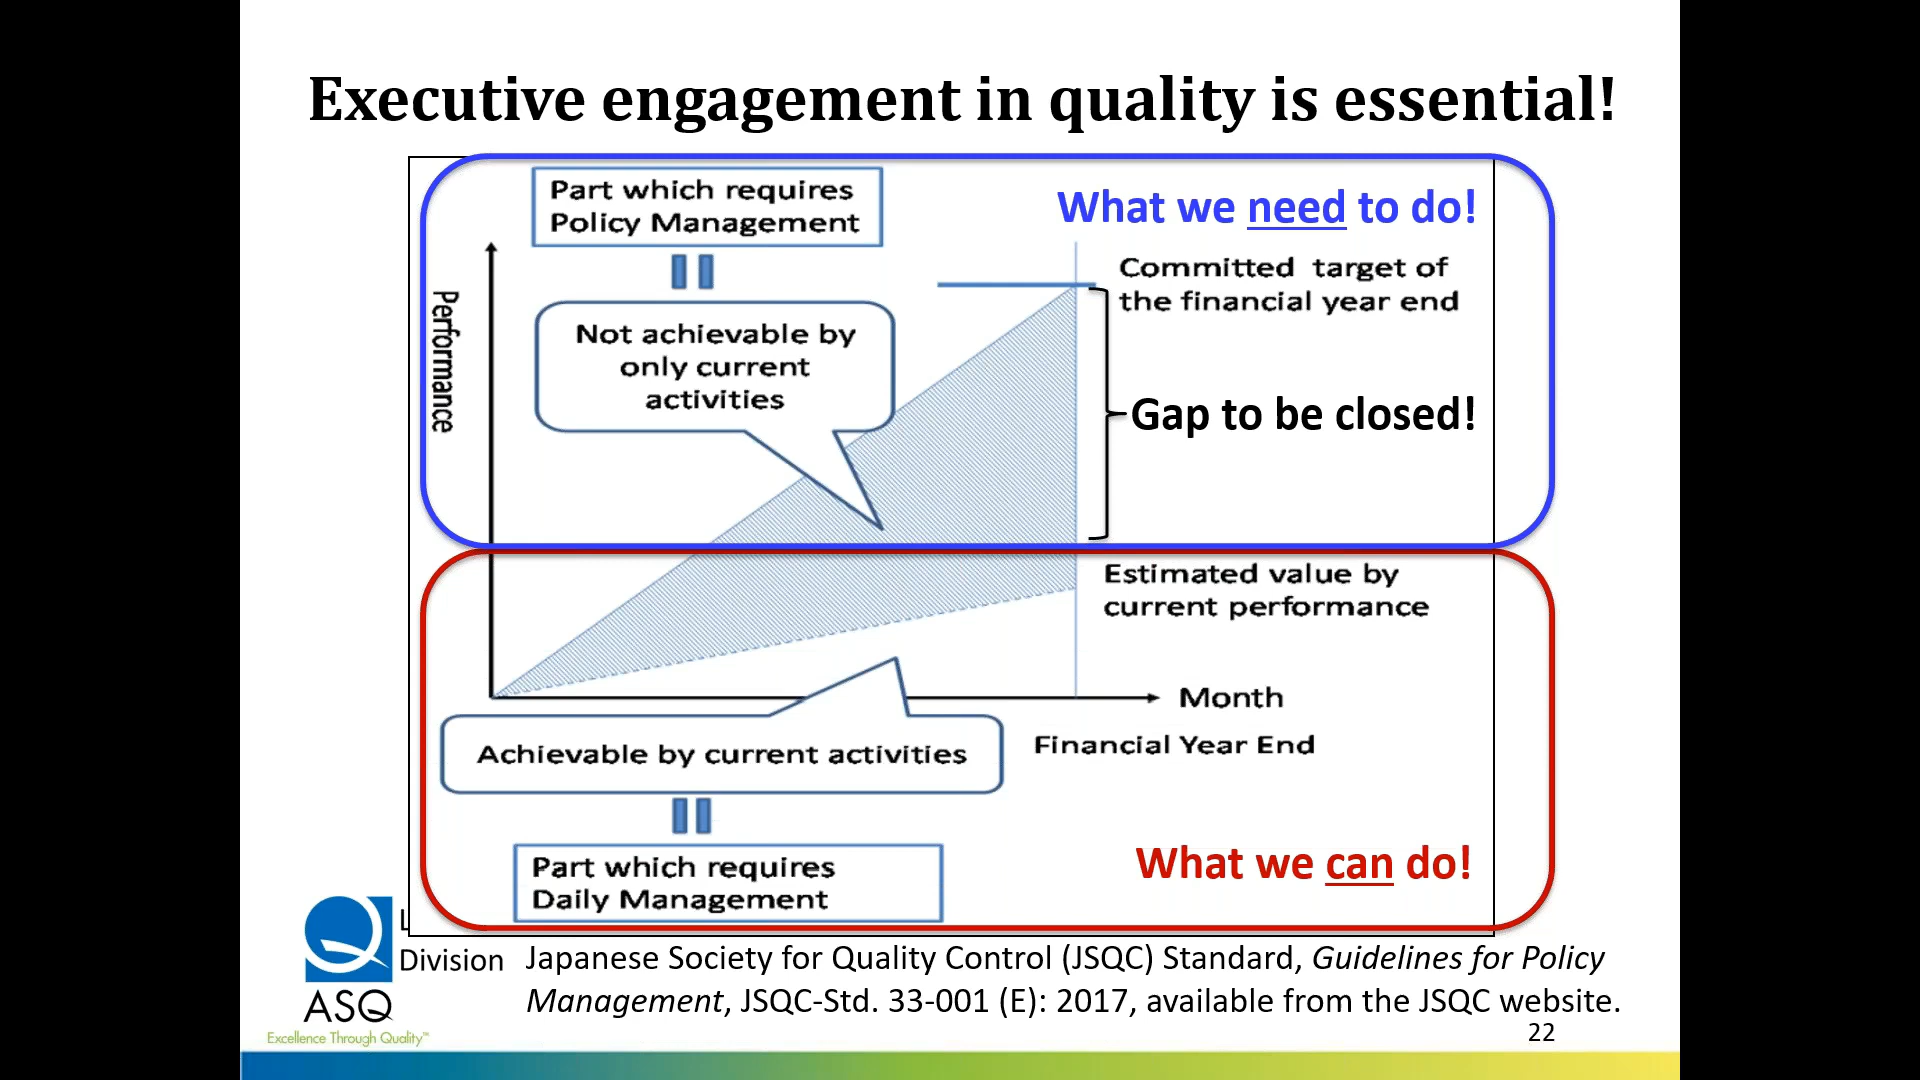 Executive engagement in quality is essential!
Part which requires
Policy Management
What we need to do!
Committed target of
the financial year end
Performance
Not achievable by
only current
activities
Gap to be closed!
Estimated value by
current performance
Month
Financial Year End
Achievable by current activities
Part which requires
Daily Management
What we can do!
Division
Japanese Society for Quality Control (JSQC) Standard, Guidelines for Policy
Management, JSQC-Std. 33-001 (E): 2017, available from the JSQC website.
ASQ
Excellence Through Quality™
22